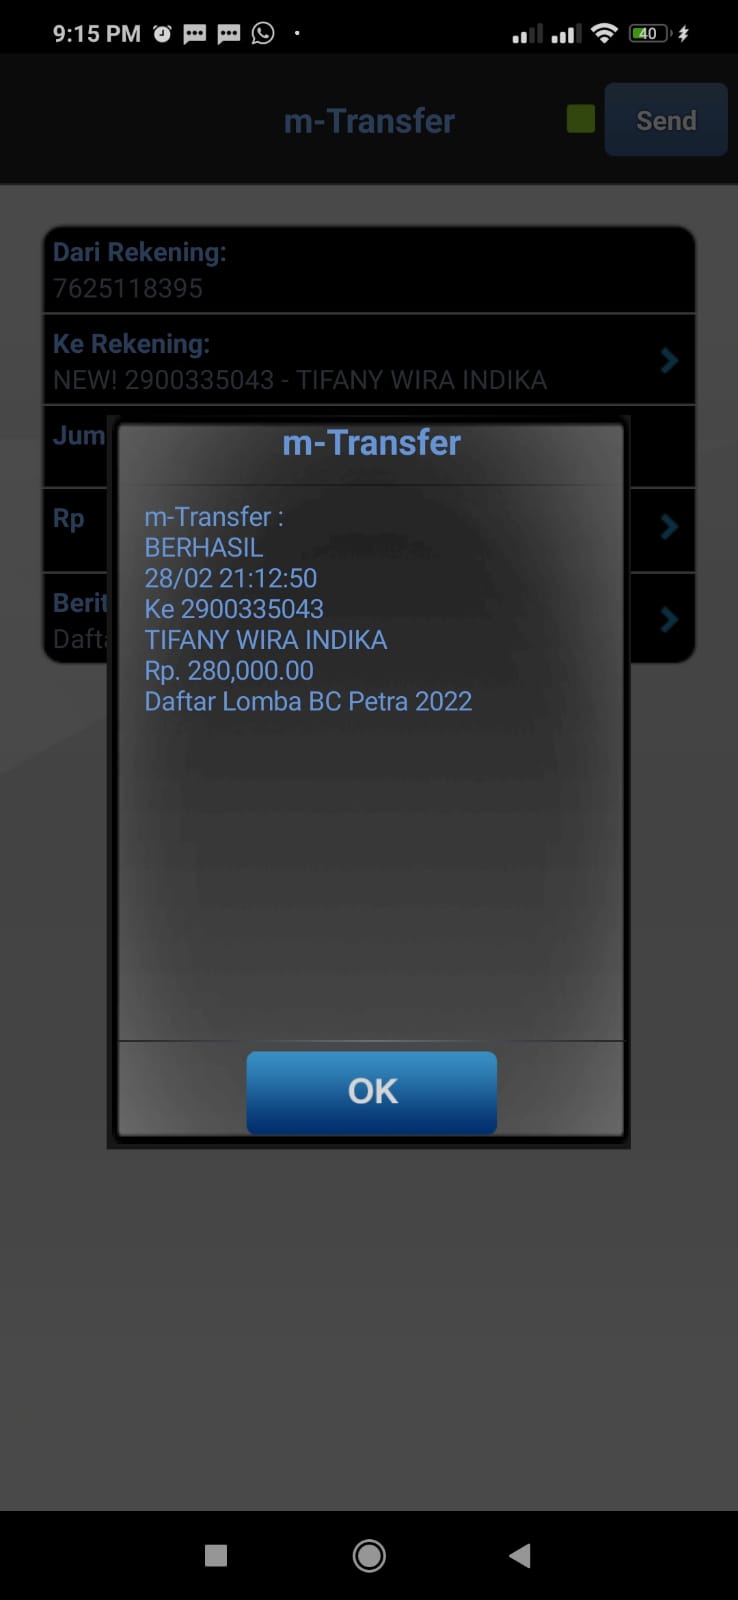 9:15 PM
40
m-Transfer
Send
Dari Rekening:
7625118395
Ke Rekening:
NEW! 2900335043 - TIFANY WIRA INDIKA
Jum
Rp
Berit
Daft
m-Transfer
m-Transfer :
BERHASIL
28/02 21:12:50
Ke 2900335043
TIFANY WIRA INDIKA
Rp. 280,000.00
Daftar Lomba BC Petra 2022
OK